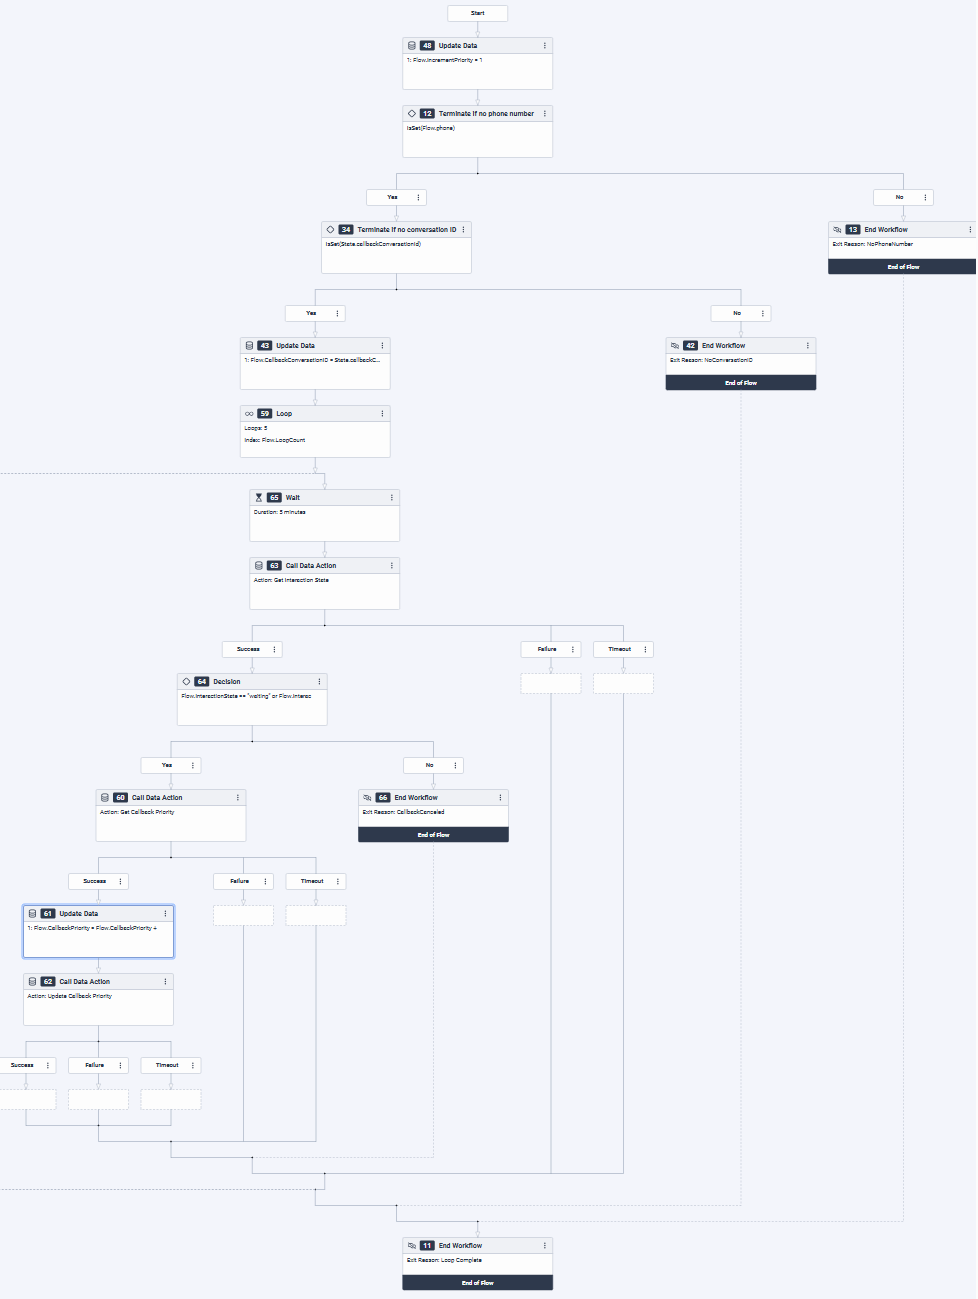 Start
48 Update Data
1: Flow.IncrementPriority = 1
12 Terminate if no phone number
IsSet(Flow.phone)
Yes
No
34 Terminate if no conversation ID
IsSet(State.callbackConversationId)
13 End Workflow
Exit Reason: NoPhoneNumber
End of Flow
Yes
No
43 Update Data
1: Flow.CallbackConversationID = State.callbackC...
42 End Workflow
Exit Reason: NoConversationID
End of Flow
59 Loop
Loops: 5
Index: Flow.LoopCount
65 Wait
Duration: 5 minutes
63 Call Data Action
Action: Get Interaction State
Success
Failure
Timeout
64 Decision
Flow.InteractionState == "waiting" or Flow.Interac
Yes
No
60 Call Data Action
Action: Get Callback Priority
66 End Workflow
Exit Reason: CallbackCanceled
End of Flow
Success
Failure
Timeout
61 Update Data
1: Flow.CallbackPriority = Flow.CallbackPriority +
62 Call Data Action
Action: Update Callback Priority
Success
Failure
Timeout
11 End Workflow
Exit Reason: Loop Complete
End of Flow